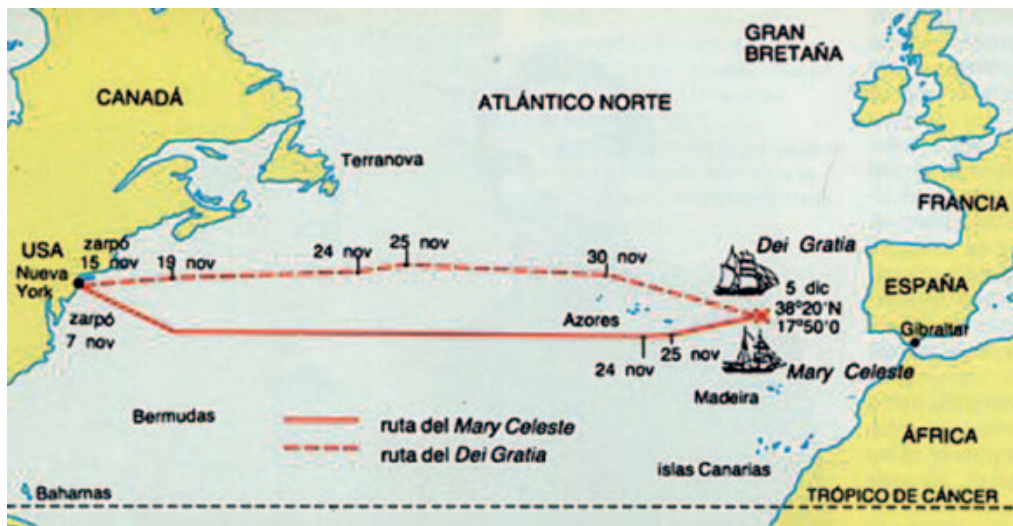 GRAN
BRETAÑA
CANADÁ
ATLÁNTICO NORTE
Terranova
FRANCIA
USA
zarpó
15 nov
19 nov
24 nov
25 nov
30 nov
Dei Gratia
Nueva
York
5 dic
38°20'N
17°50'0
ESPAÑA
Azores
Gibraltar
zarpó
7 nov
24 nov
25 nov
Mary Celeste
Madeira
Bermudas
ruta del Mary Celeste
ruta del Dei Gratia
ÁFRICA
islas Canarias
Bahamas
TRÓPICO DE CÁNCER